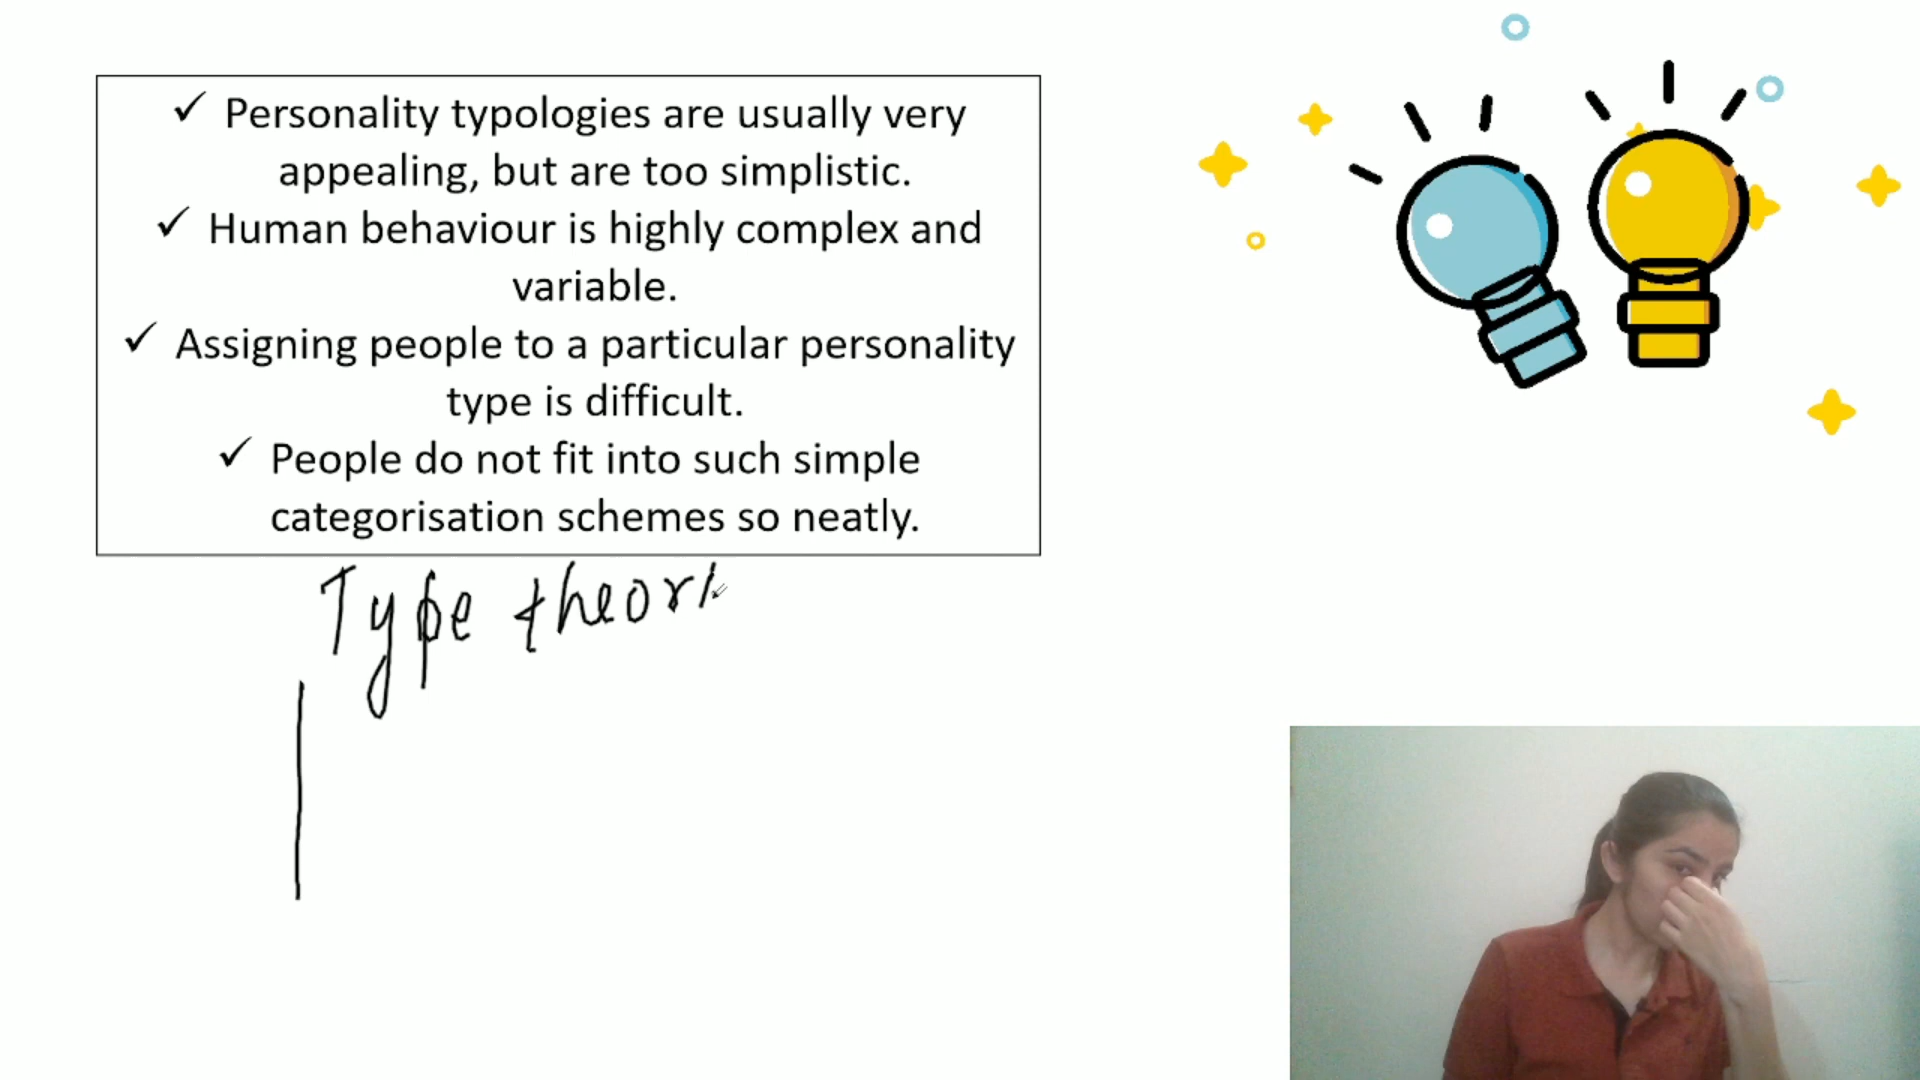 ✓ Personality typologies are usually very
appealing, but are too simplistic.
✓ Human behaviour is highly complex and
variable.
✓ Assigning people to a particular personality
type is difficult.
✓ People do not fit into such simple
categorisation schemes so neatly.
Type theori